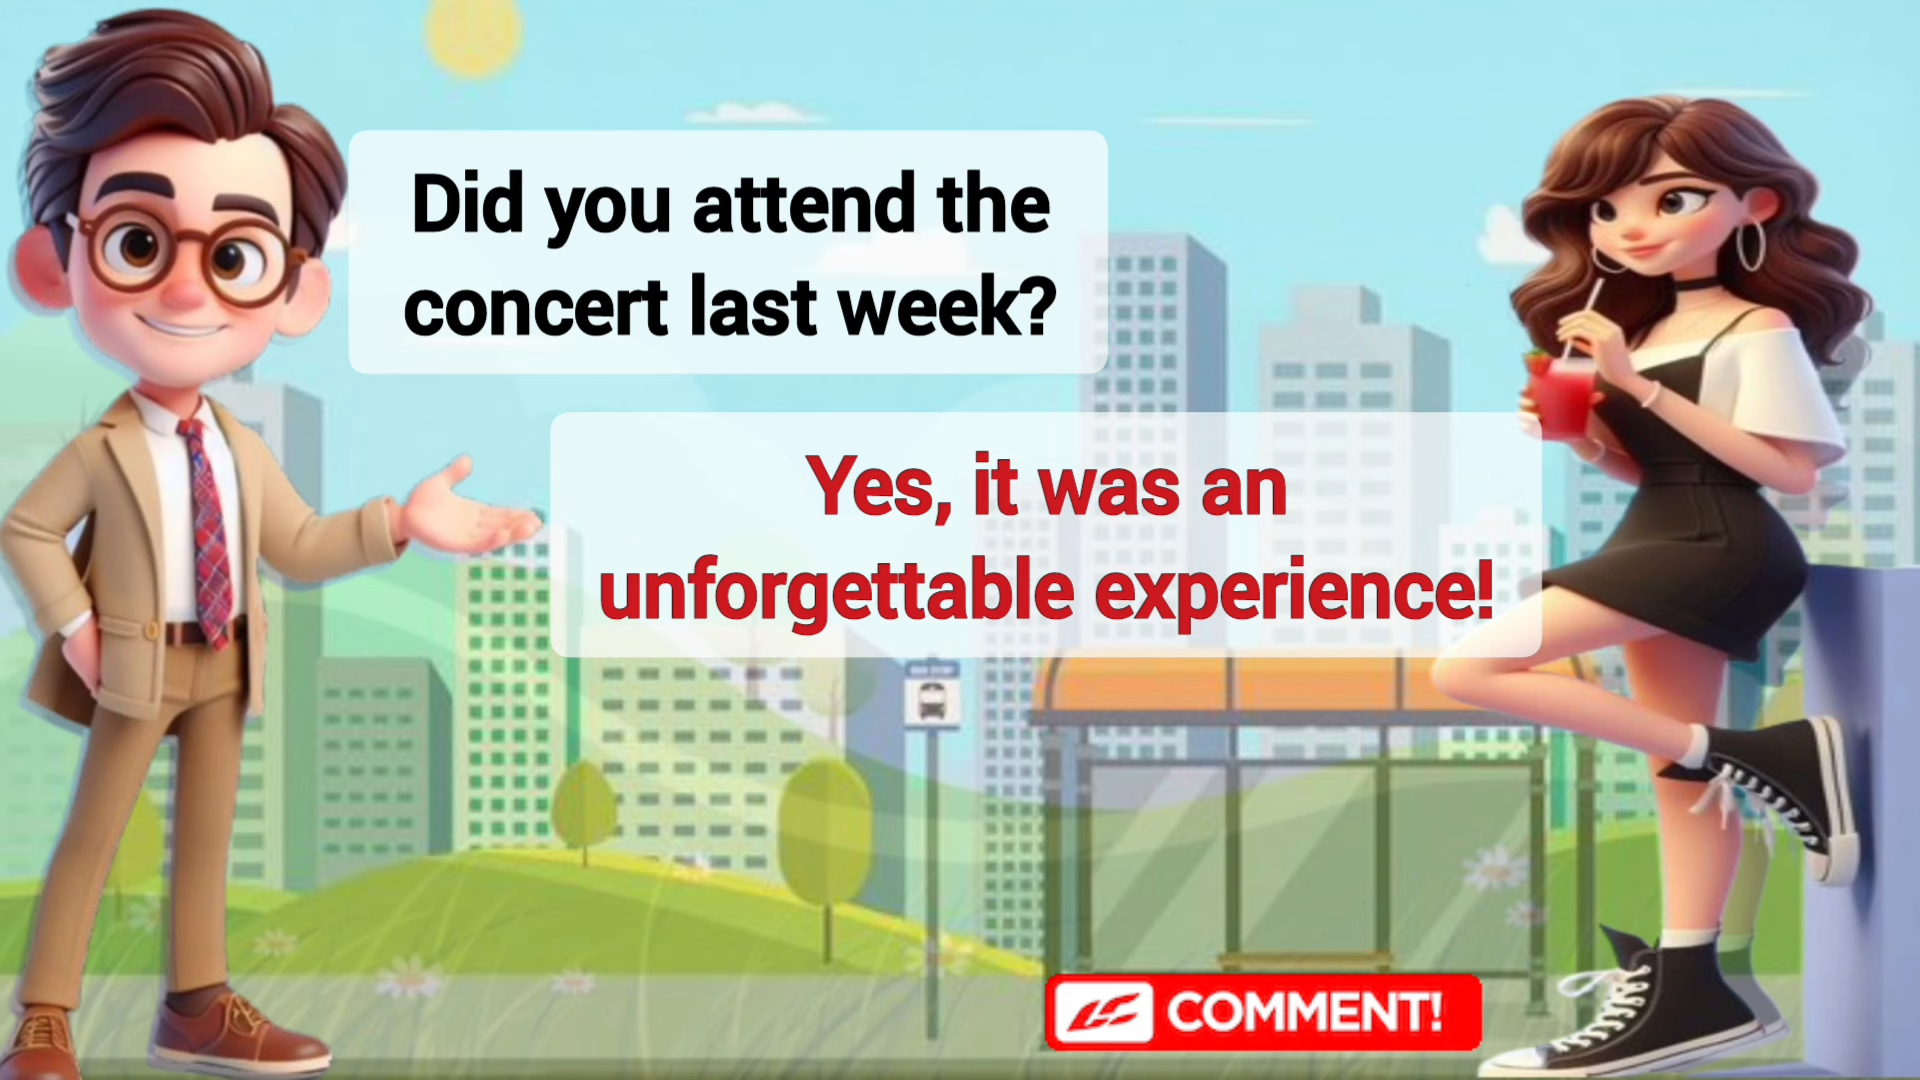 Did you attend the
concert last week?
Yes, it was an
unforgettable experience!
COMMENT!